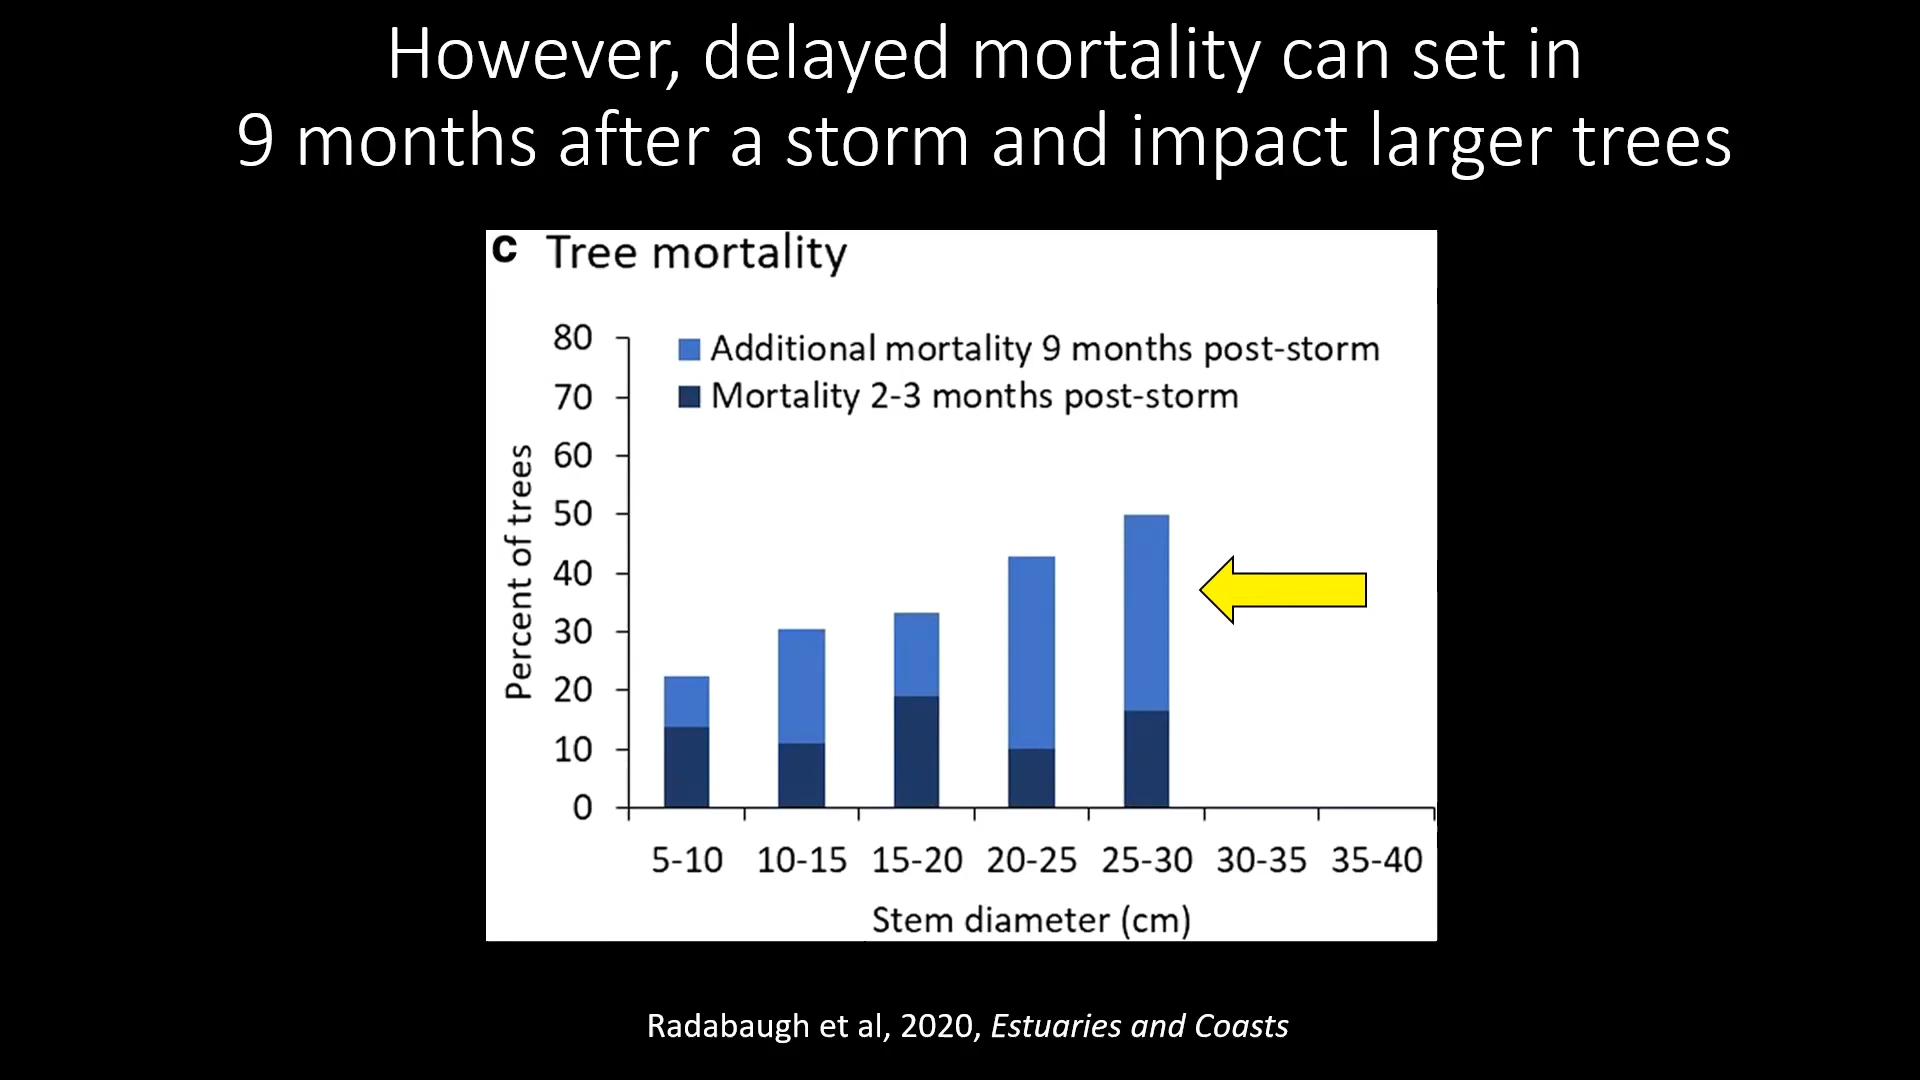 However, delayed mortality can set in
9 months after a storm and impact larger trees
c Tree mortality
80
70
60
50
40
30
20
10
0
Percent of trees
Additional mortality 9 months post-storm
Mortality 2-3 months post-storm
5-10 10-15 15-20 20-25 25-30 30-35 35-40
Stem diameter (cm)
Radabaugh et al, 2020, Estuaries and Coasts